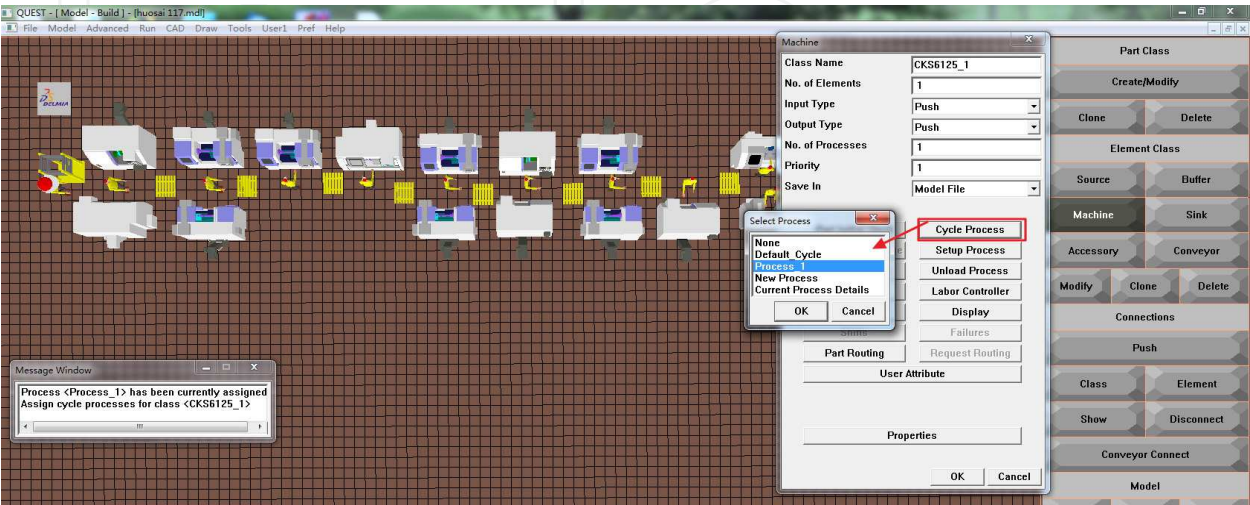 QUEST - [ Model - Build ] - [huosai 117.mdl]
File Model Advanced Run CAD Draw Tools User1 Pref Help
DELMIA
Machine
Class Name CKS6125_1
No. of Elements 1
Input Type Push
Output Type Push
No. of Processes 1
Priority 1
Save In Model File
Cycle Process
Setup Process
Unload Process
Labor Controller
Display
Shifts Failures
Part Routing Request Routing
User Attribute
Properties
OK Cancel
Select Process
None
Default_Cycle
Process_1
New Process
Current Process Details
OK Cancel
Message Window
Process <Process_1> has been currently assigned
Assign cycle processes for class <CKS6125_1>
Part Class
Create/Modify
Clone Delete
Element Class
Source Buffer
Machine Sink
Accessory Conveyor
Modify Clone Delete
Connections
Push
Class Element
Show Disconnect
Conveyor Connect
Model